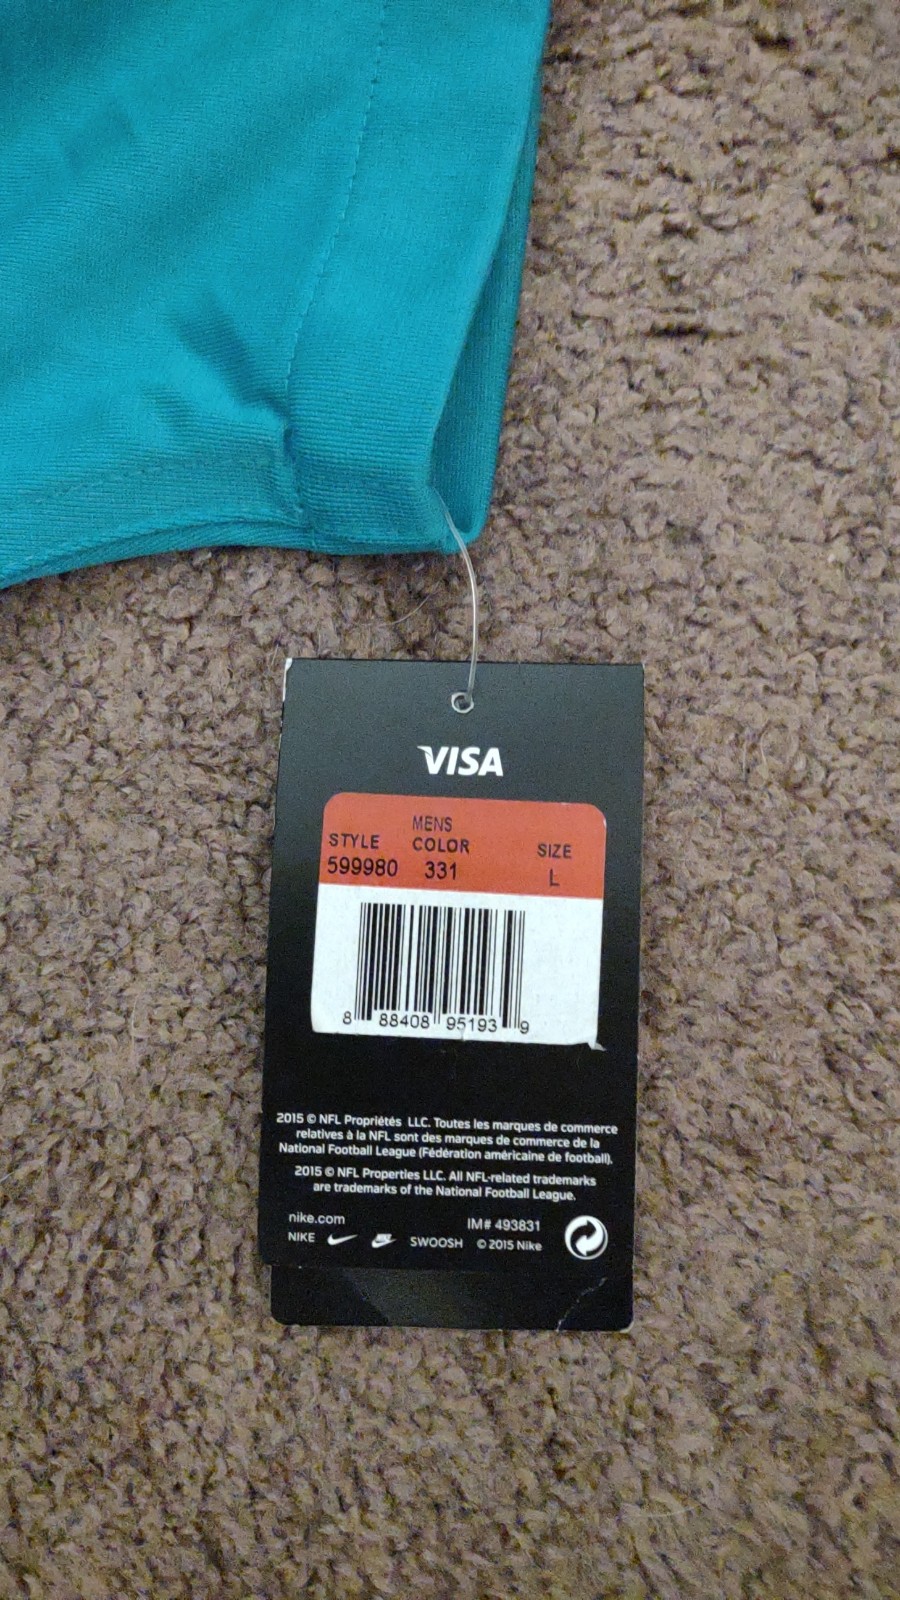 VISA
MENS
STYLE COLOR SIZE
599980 331 L
8 88408 95193 9
2015 © NFL Propriétés LLC. Toutes les marques de commerce
relatives à la NFL sont des marques de commerce de la
National Football League (Fédération américaine de football).
2015 © NFL Properties LLC. All NFL-related trademarks
are trademarks of the National Football League.
nike.com IM# 493831
NIKE NIKE SWOOSH © 2015 Nike